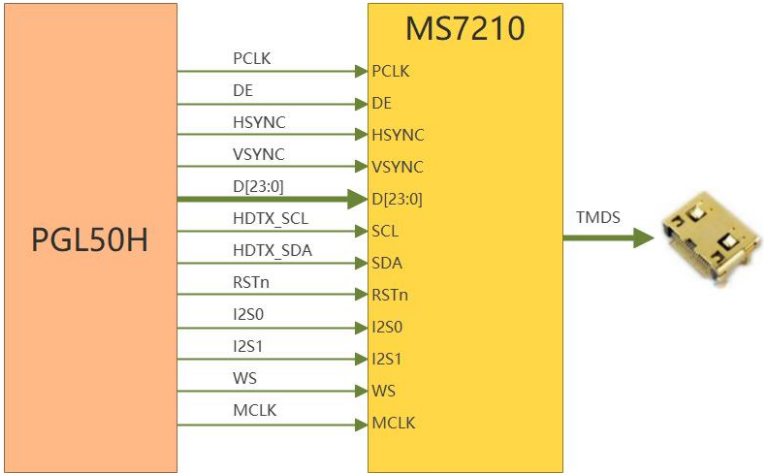 MS7210
PCLK
PCLK
DE
DE
HSYNC
HSYNC
VSYNC
VSYNC
D[23:0]
D[23:0]
HDTX_SCL
SCL
TMDS
PGL50H
HDTX_SDA
SDA
RSTn
RSTn
I2S0
I2S0
I2S1
I2S1
WS
WS
MCLK
MCLK